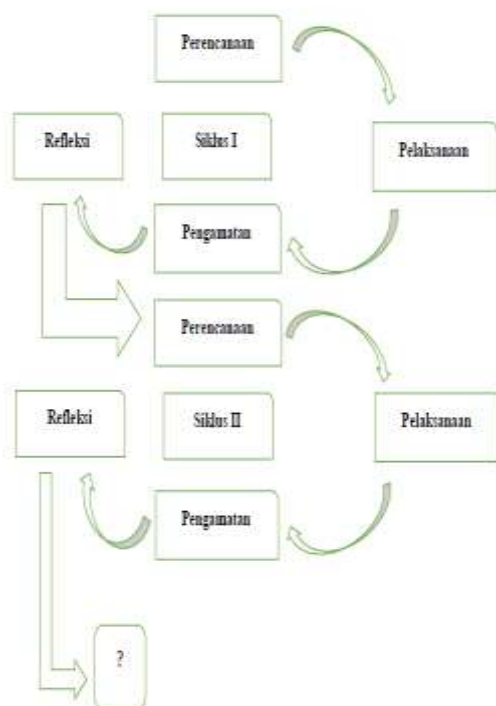 Perencanaan
Refleksi
Siklus I
Pelaksanaan
Pengamatan
Perencanaan
Refleksi
Siklus II
Pelaksanaan
Pengamatan
?